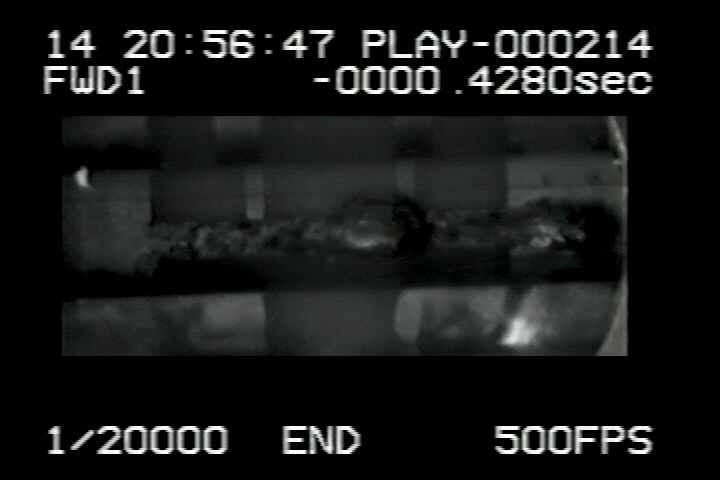 14 20:56:47 PLAY-000214
FWD1 -0000.4280sec
1/20000 END 500FPS